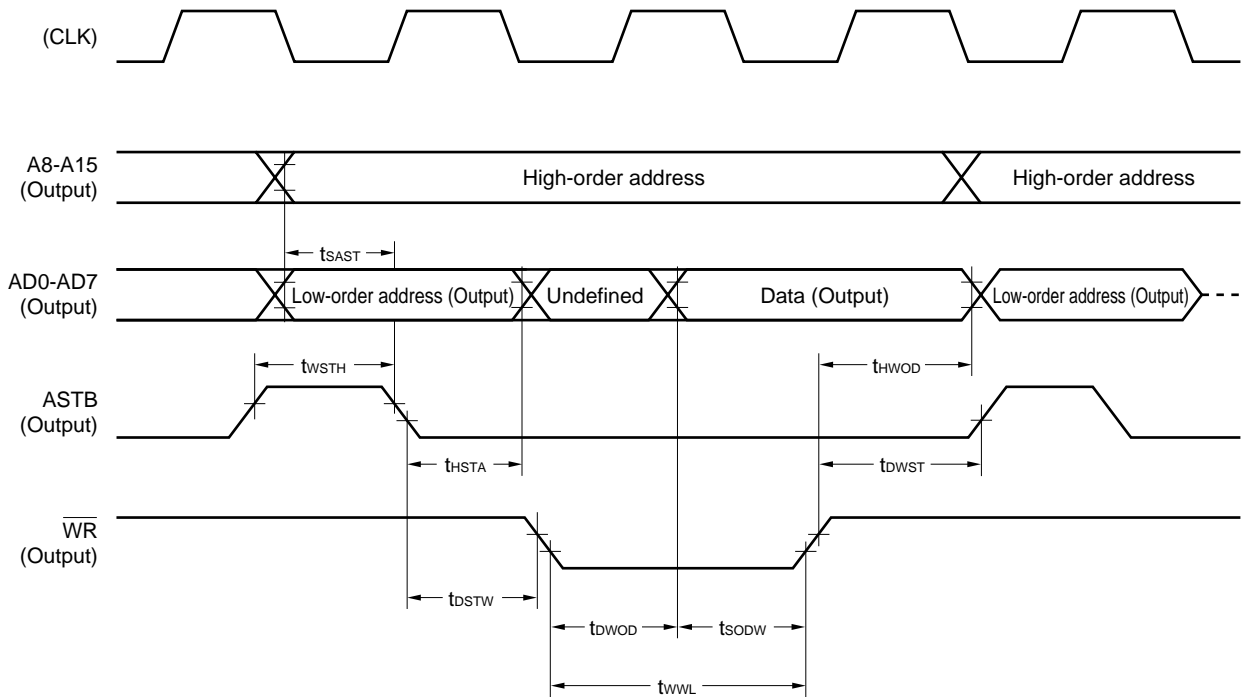 (CLK)
A8-A15
(Output)
High-order address
High-order address
tSAST
AD0-AD7
(Output)
Low-order address (Output)
Undefined
Data (Output)
Low-order address (Output)
tWSTH
tHWOD
ASTB
(Output)
tHSTA
tDWST
WR
(Output)
tDSTW
tDWOD
tSODW
tWWL